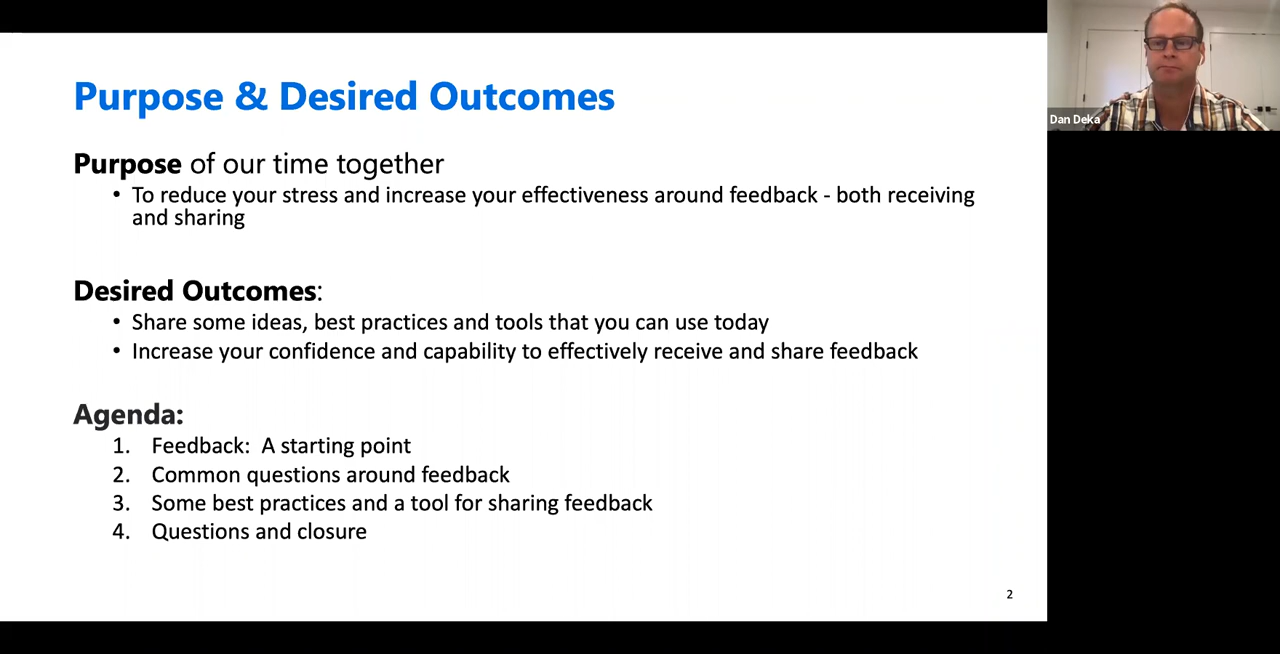 Purpose & Desired Outcomes
Purpose of our time together
• To reduce your stress and increase your effectiveness around feedback - both receiving
and sharing
Desired Outcomes:
• Share some ideas, best practices and tools that you can use today
• Increase your confidence and capability to effectively receive and share feedback
Agenda:
1. Feedback:  A starting point
2. Common questions around feedback
3. Some best practices and a tool for sharing feedback
4. Questions and closure
2
Dan Deka